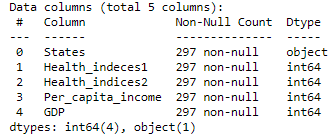 Data columns (total 5 columns):
#   Column             Non-Null Count  Dtype
---  ------             --------------  -----
0   States             297 non-null    object
1   Health_indeces1    297 non-null    int64
2   Health_indices2    297 non-null    int64
3   Per_capita_income  297 non-null    int64
4   GDP                297 non-null    int64
dtypes: int64(4), object(1)